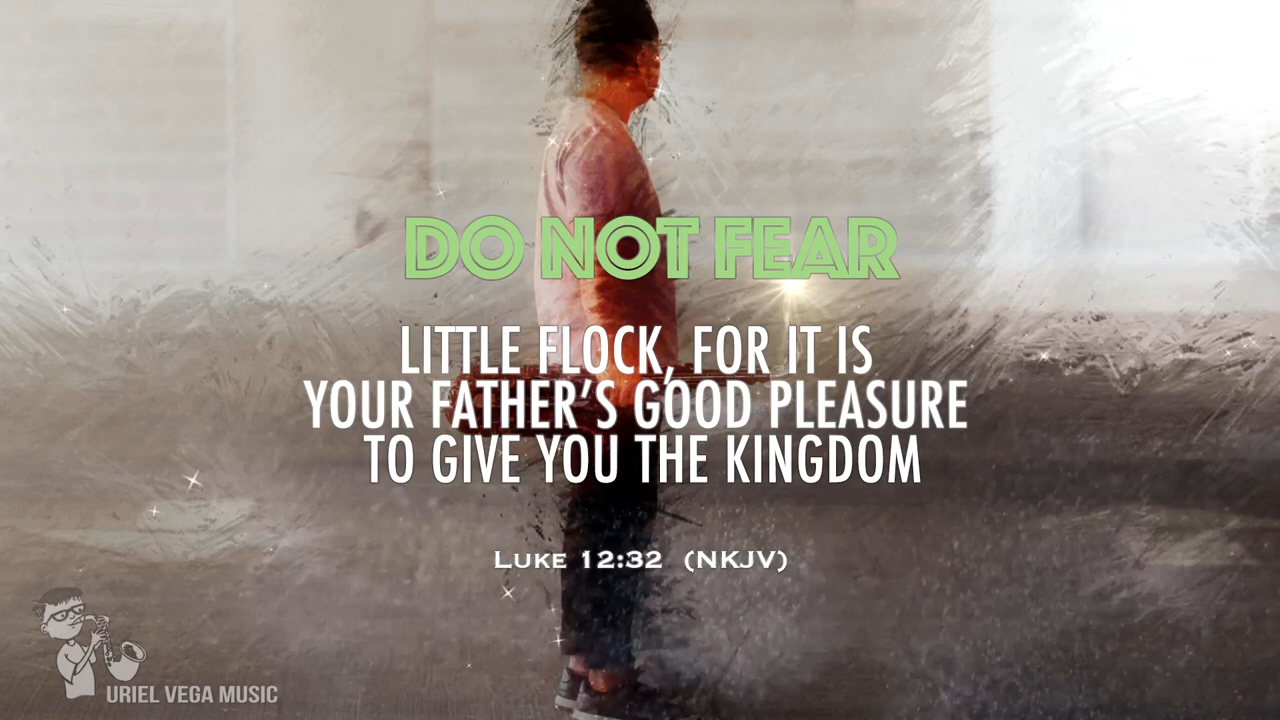 DO NOT FEAR
LITTLE FLOCK, FOR IT IS
YOUR FATHER'S GOOD PLEASURE
TO GIVE YOU THE KINGDOM
LUKE 12:32 (NKJV)
URIEL VEGA MUSIC